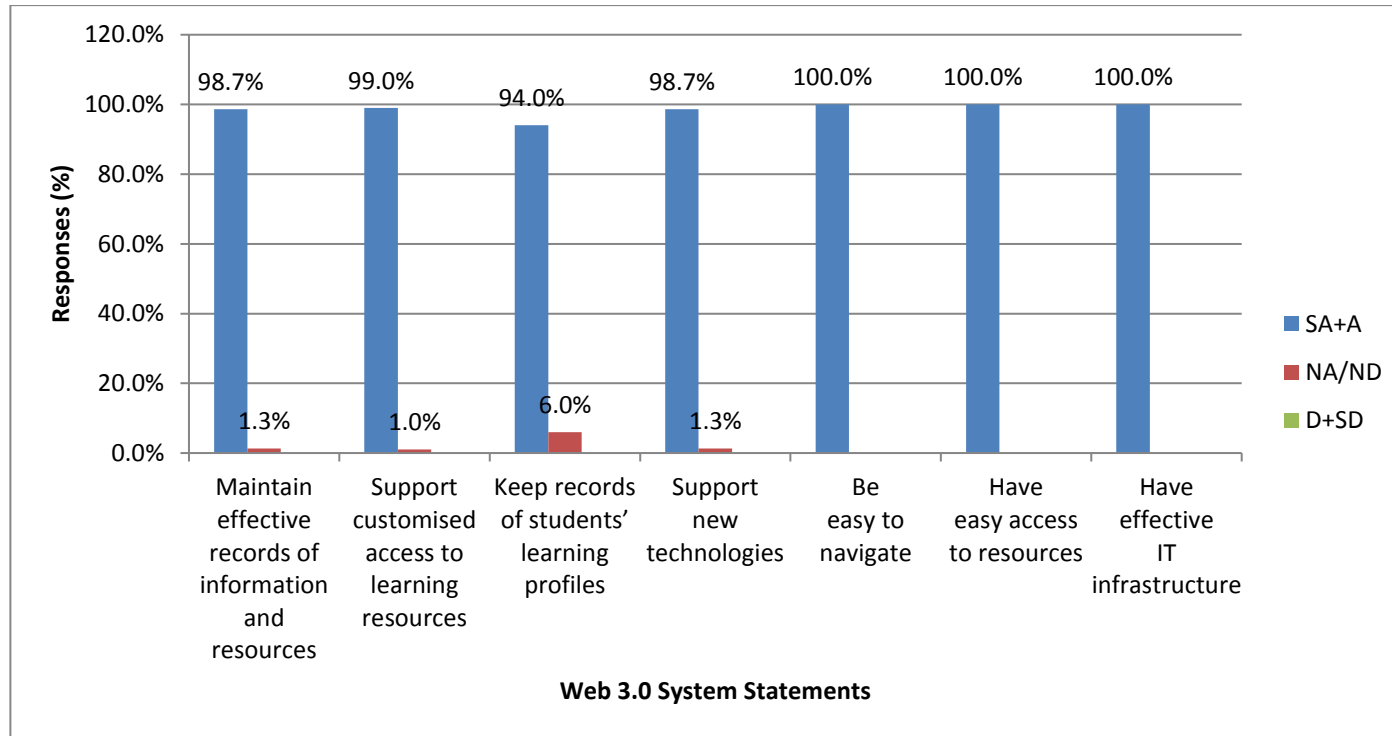 120.0%
100.0%
80.0%
60.0%
40.0%
20.0%
0.0%
Responses (%)
98.7%
99.0%
94.0%
98.7%
100.0%
100.0%
100.0%
1.3%
1.0%
6.0%
1.3%
Maintain
effective
records of
information
and
resources
Support
customised
access to
learning
resources
Keep records
of students’
learning
profiles
Support
new
technologies
Be
easy to
navigate
Have
easy access
to resources
Have
effective
IT
infrastructure
Web 3.0 System Statements
SA+A
NA/ND
D+SD